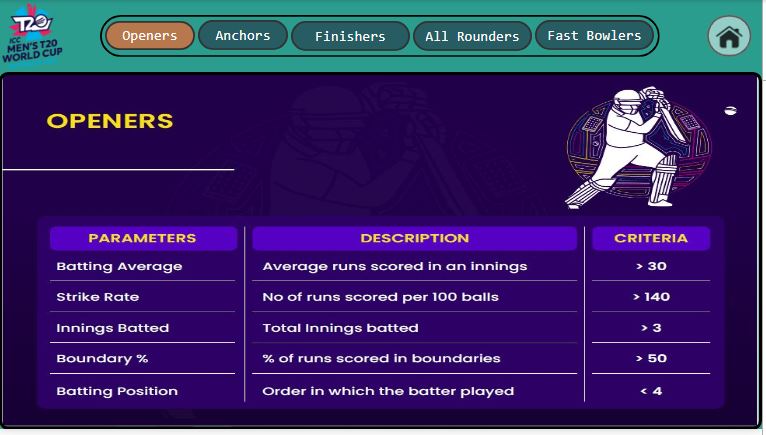 T20
ICC
MEN'S T20
WORLD CUP
Openers
Anchors
Finishers
All Rounders
Fast Bowlers
OPENERS
PARAMETERS DESCRIPTION CRITERIA
Batting Average Average runs scored in an innings > 30
Strike Rate No of runs scored per 100 balls > 140
Innings Batted Total Innings batted > 3
Boundary % % of runs scored in boundaries > 50
Batting Position Order in which the batter played < 4